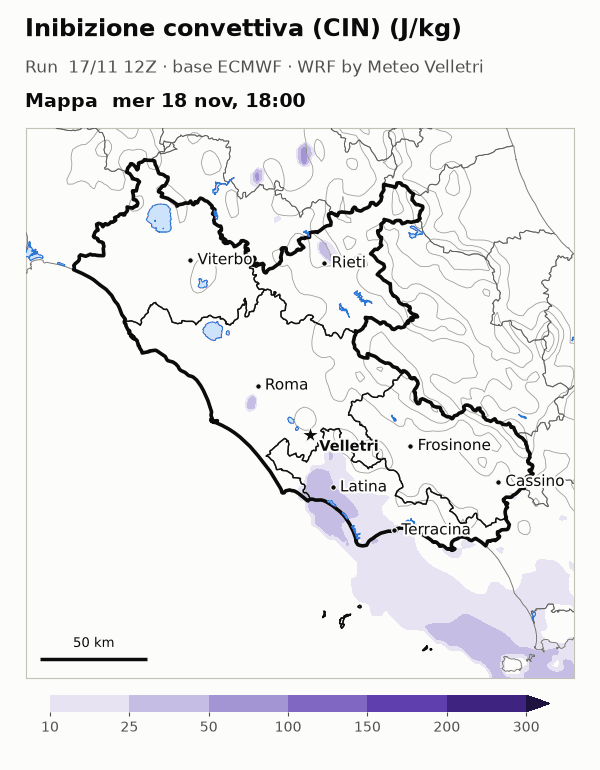 Inibizione convettiva (CIN) (J/kg)
Run  17/11 12Z · base ECMWF · WRF by Meteo Velletri
Mappa  mer 18 nov, 18:00
Viterbo
Rieti
Roma
Velletri
Frosinone
Cassino
Latina
Terracina
50 km
10 25 50 100 150 200 300